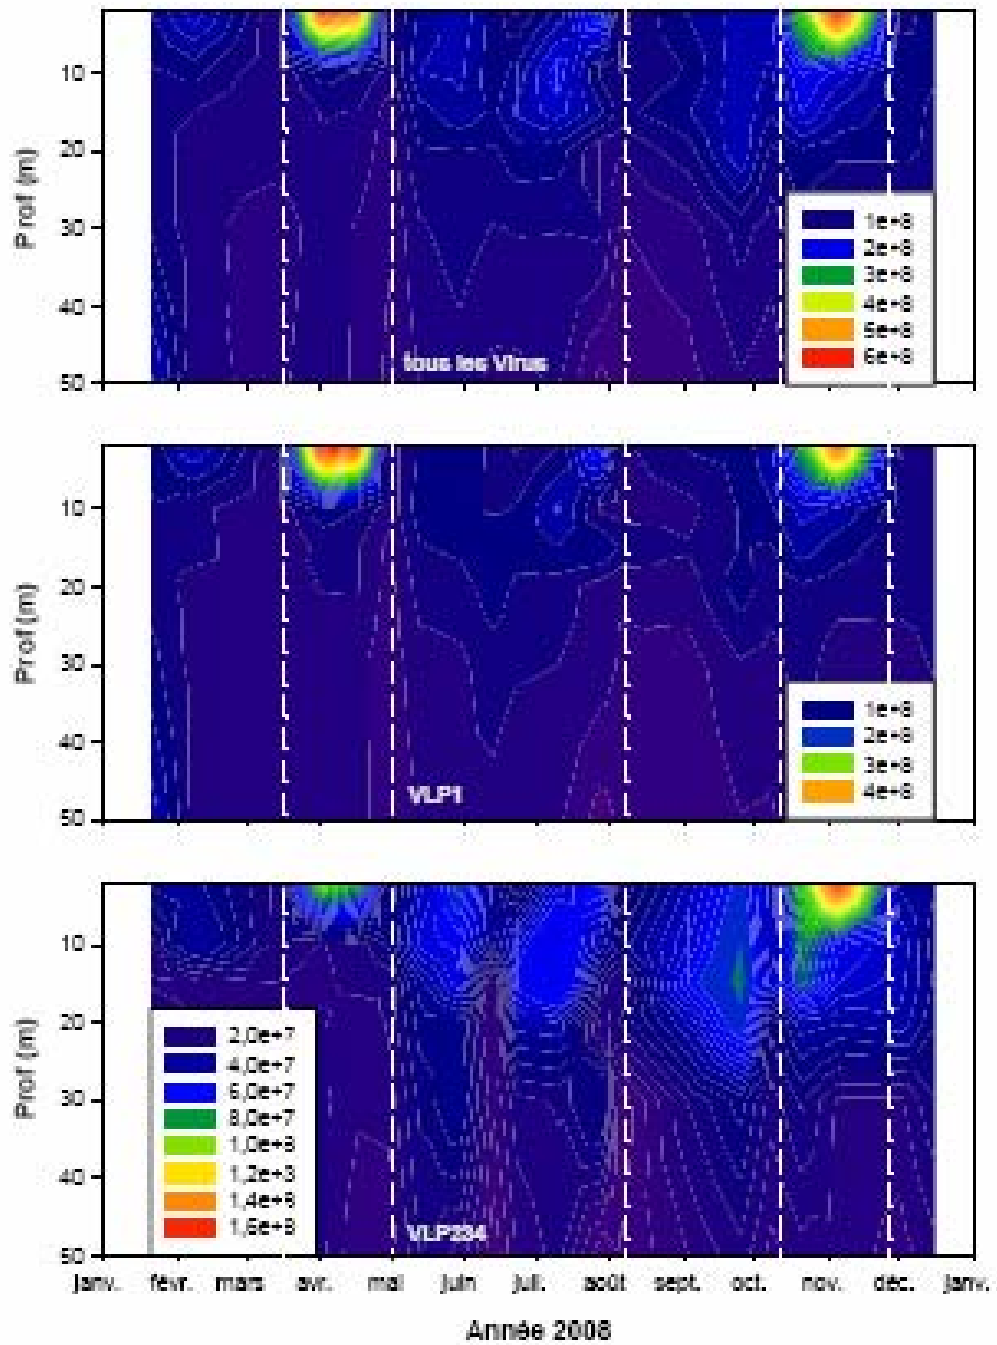 Prof (m)
10
20
30
40
50
tous les Virus
1e+8
2e+8
3e+8
4e+8
5e+8
6e+8
Prof (m)
10
20
30
40
50
VLP1
1e+8
2e+8
3e+8
4e+8
Prof (m)
10
20
30
40
50
2,0e+7
4,0e+7
6,0e+7
8,0e+7
1,0e+8
1,2e+8
1,4e+8
1,6e+8
VLP234
janv. févr. mars avr. mai juin juil. août sept. oct. nov. déc. janv.
Année 2008